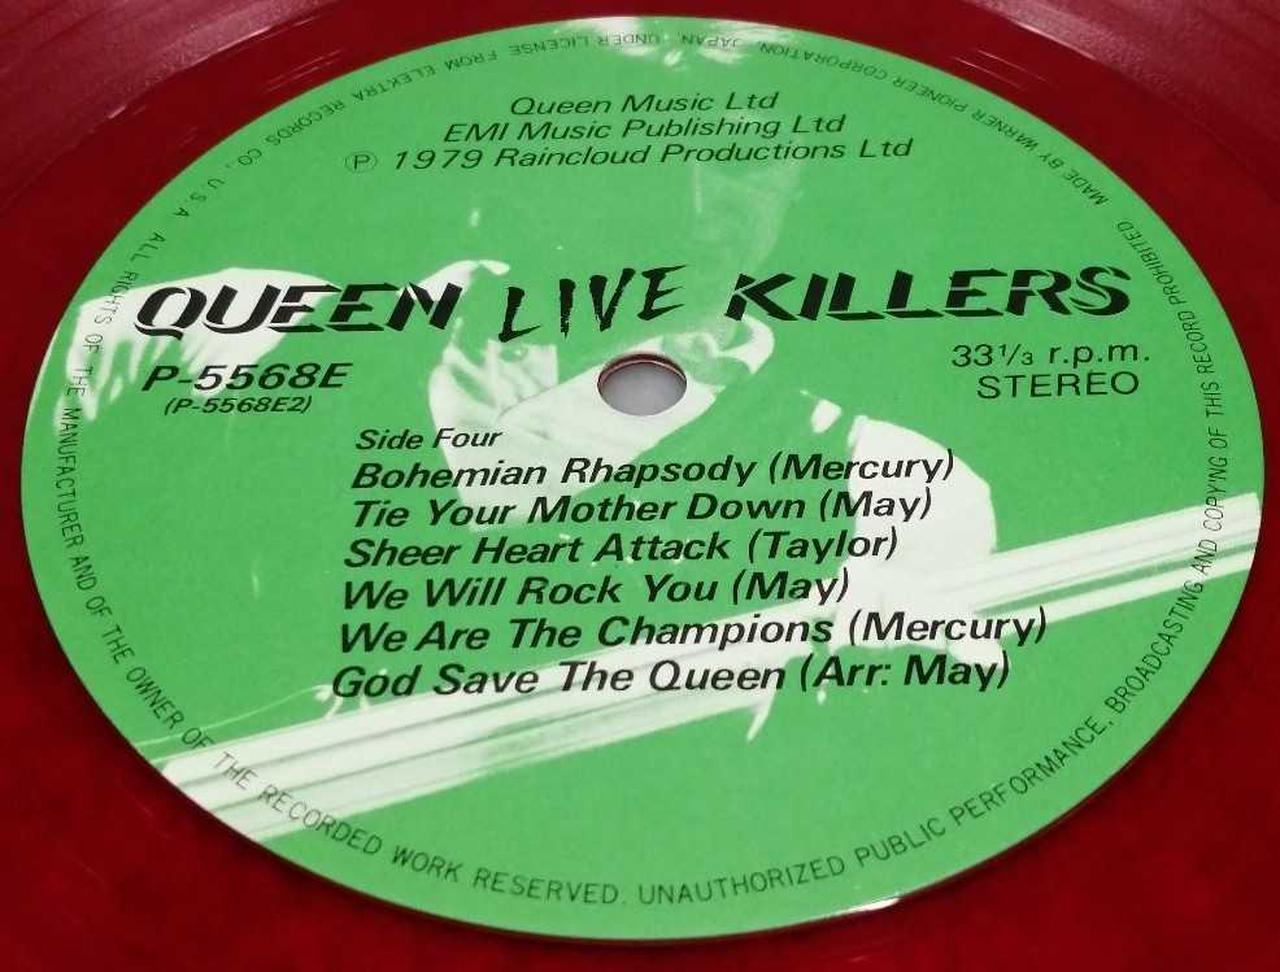 Queen Music Ltd
EMI Music Publishing Ltd
Ⓟ 1979 Raincloud Productions Ltd
QUEEN LIVE KILLERS
P-5568E
(P-5568E2)
33 1/3 r.p.m.
STEREO
Side Four
Bohemian Rhapsody (Mercury)
Tie Your Mother Down (May)
Sheer Heart Attack (Taylor)
We Will Rock You (May)
We Are The Champions (Mercury)
God Save The Queen (Arr: May)
MADE BY WARNER PIONEER CORPORATION, JAPAN, UNDER LICENSE FROM ELEKTRA RECORDS CO., U.S.A. ALL RIGHTS OF THE MANUFACTURER AND OF THE OWNER OF THE RECORDED WORK RESERVED. UNAUTHORIZED PUBLIC PERFORMANCE, BROADCASTING AND COPYING OF THIS RECORD PROHIBITED